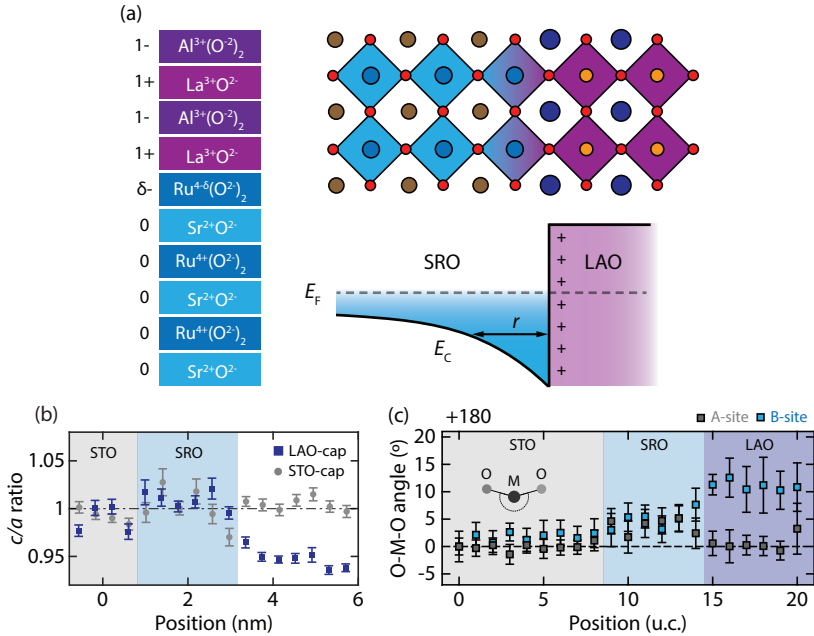 (a)
1- Al³⁺(O⁻²)₂
1+ La³⁺O²⁻
1- Al³⁺(O⁻²)₂
1+ La³⁺O²⁻
δ- Ru⁴⁻ᵟ(O²⁻)₂
0 Sr²⁺O²⁻
0 Ru⁴⁺(O²⁻)₂
0 Sr²⁺O²⁻
0 Ru⁴⁺(O²⁻)₂
0 Sr²⁺O²⁻
SRO LAO
E_F
r
E_C
+
+
+
+
+
+
+
(b)
STO SRO
LAO-cap
STO-cap
1.05
1
0.95
c/a ratio
0 2 4 6
Position (nm)
(c) +180 A-site B-site
STO SRO LAO
O M O
20
15
10
5
0
-5
O-M-O angle (º)
0 5 10 15 20
Position (u.c.)